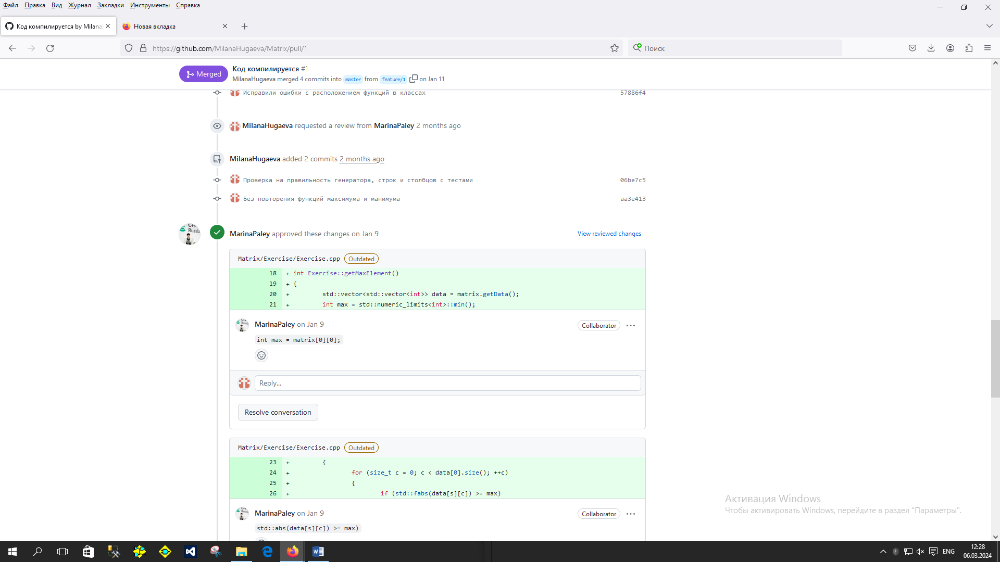 Файл Правка Вид Журнал Закладки Инструменты Справка
Код компилируется by Milana
Новая вкладка
https://github.com/MilanaHugaeva/Matrix/pull/1
Поиск
Merged
Код компилируется #1
MilanaHugaeva merged 4 commits into master from feature/1 on Jan 11
Исправили ошибки с расположением функций в классах 57886f4
MilanaHugaeva requested a review from MarinaPaley 2 months ago
MilanaHugaeva added 2 commits 2 months ago
Проверка на правильность генератора, строк и столбцов с тестами 06be7c5
Без повторения функций максимума и манимума aa3e413
C++
Russia
MarinaPaley approved these changes on Jan 9 View reviewed changes
Matrix/Exercise/Exercise.cpp Outdated
18 + int Exercise::getMaxElement()
19 + {
20 + std::vector<std::vector<int>> data = matrix.getData();
21 + int max = std::numeric_limits<int>::min();
MarinaPaley on Jan 9 Collaborator
int max = matrix[0][0];
Reply...
Resolve conversation
Matrix/Exercise/Exercise.cpp Outdated
23 + {
24 + for (size_t c = 0; c < data[0].size(); ++c)
25 + {
26 + if (std::fabs(data[s][c]) >= max)
MarinaPaley on Jan 9 Collaborator
std::abs(data[s][c]) >= max)
Активация Windows
Чтобы активировать Windows, перейдите в раздел "Параметры".
ENG
12:28
06.03.2024